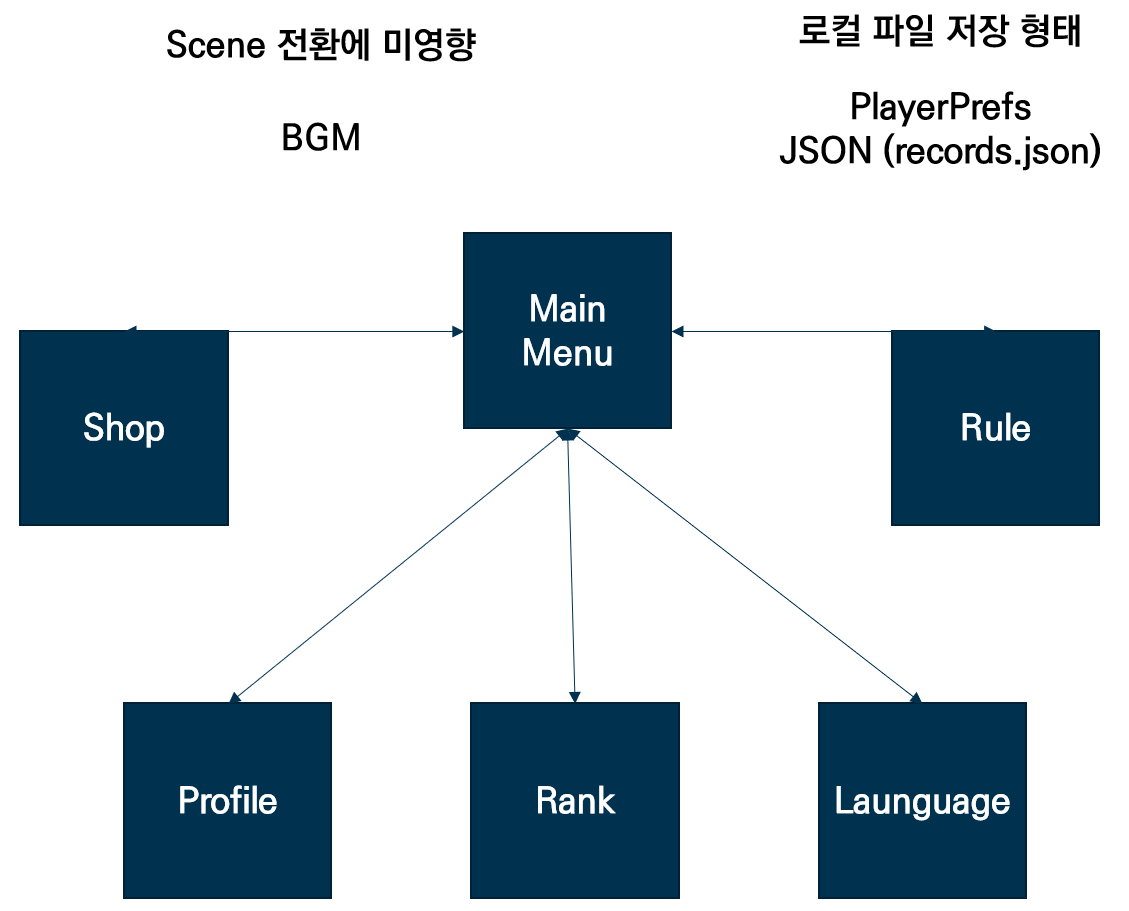 Scene 전환에 미영향
BGM
로컬 파일 저장 형태
PlayerPrefs
JSON (records.json)
Main
Menu
Shop
Rule
Profile
Rank
Launguage